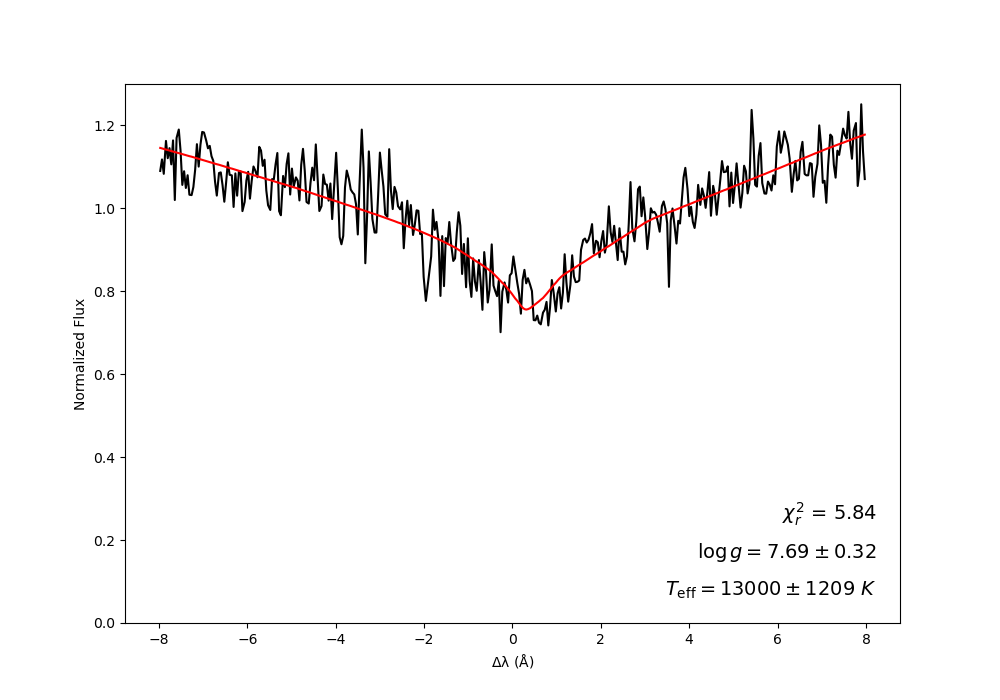 1.2
1.0
0.8
0.6
0.4
0.2
0.0
Normalized Flux
χ²ᵣ = 5.84
log g = 7.69 ± 0.32
T_eff = 13000 ± 1209 K
−8 −6 −4 −2 0 2 4 6 8
Δλ (Å)